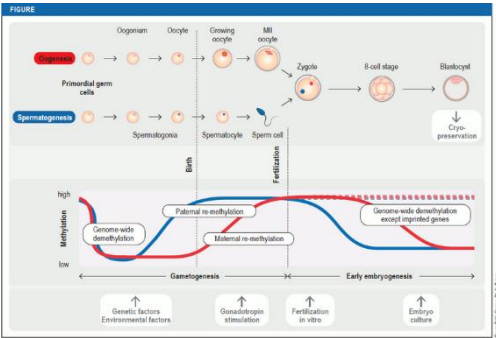 FIGURE
Oogonium
Oocyte
Growing
oocyte
MII
oocyte
Oogenesis
Zygote
8-cell stage
Blastocyst
Primordial germ
cells
Spermatogenesis
Spermatogonia
Spermatocyte
Sperm cell
Cryo-
preservation
Birth
Fertilization
high
Methylation
low
Genome-wide
demethylation
Paternal re-methylation
Maternal re-methylation
Genome-wide demethylation
except imprinted genes
Gametogenesis
Early embryogenesis
Genetic factors
Environmental factors
Gonadotropin
stimulation
Fertilization
in vitro
Embryo
culture